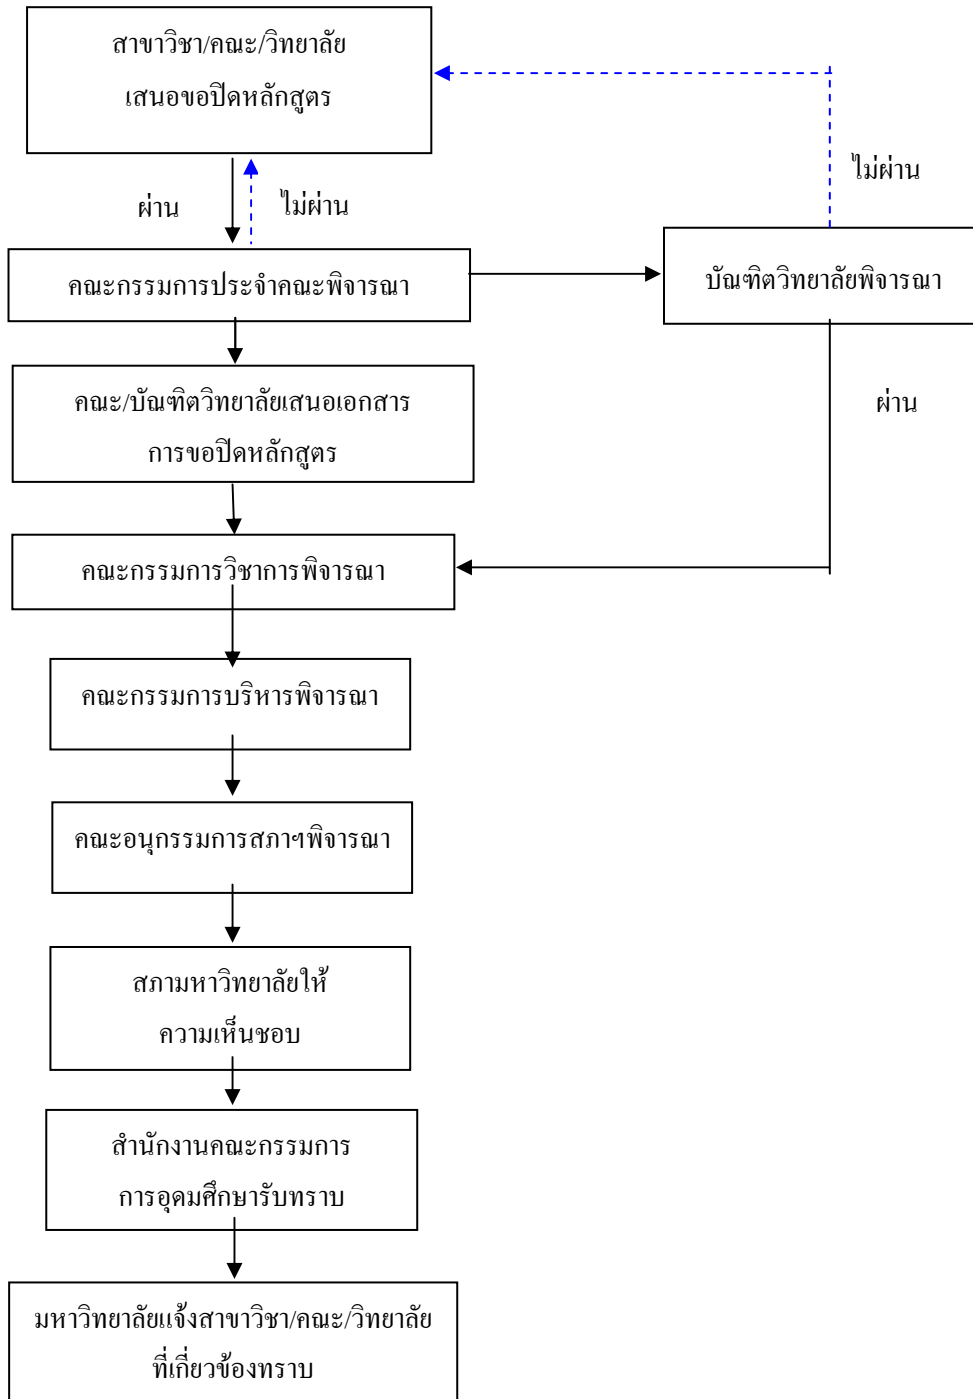 สาขาวิชา/คณะ/วิทยาลัย
เสนอขอปิดหลักสูตร
ผ่าน
ไม่ผ่าน
ไม่ผ่าน
คณะกรรมการประจำคณะพิจารณา
บัณฑิตวิทยาลัยพิจารณา
คณะ/บัณฑิตวิทยาลัยเสนอเอกสาร
การขอปิดหลักสูตร
ผ่าน
คณะกรรมการวิชาการพิจารณา
คณะกรรมการบริหารพิจารณา
คณะอนุกรรมการสภาฯพิจารณา
สภามหาวิทยาลัยให้
ความเห็นชอบ
สำนักงานคณะกรรมการ
การอุดมศึกษารับทราบ
มหาวิทยาลัยแจ้งสาขาวิชา/คณะ/วิทยาลัย
ที่เกี่ยวข้องทราบ